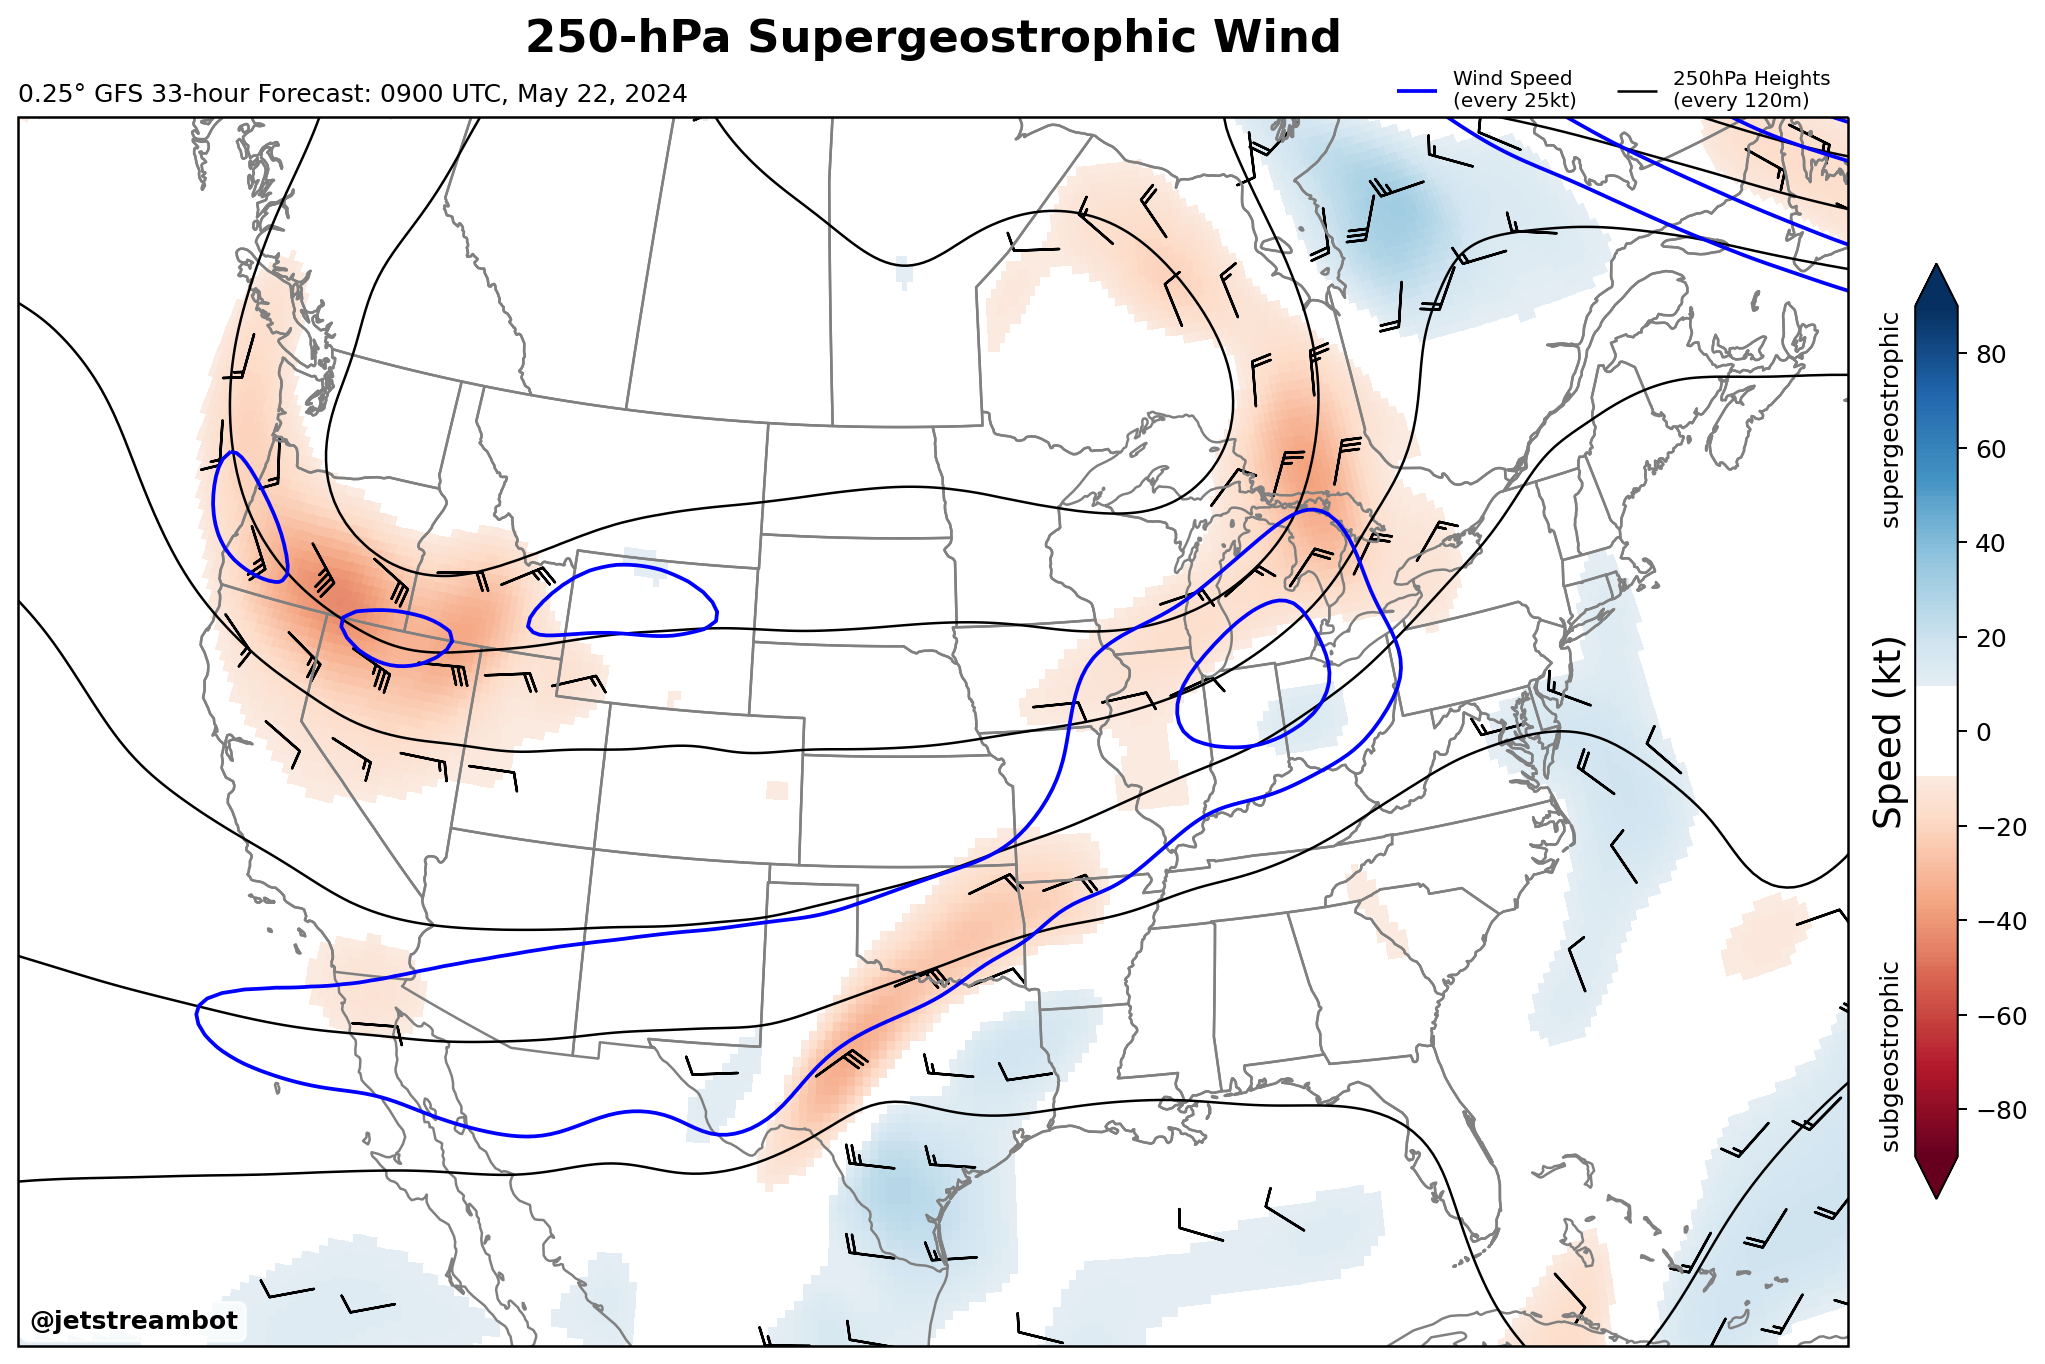 250-hPa Supergeostrophic Wind
0.25° GFS 33-hour Forecast: 0900 UTC, May 22, 2024
Wind Speed
(every 25kt)
250hPa Heights
(every 120m)
supergeostrophic
Speed (kt)
subgeostrophic
80
60
40
20
0
−20
−40
−60
−80
@jetstreambot